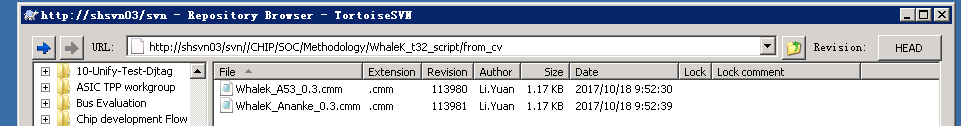 http://shsvn03/svn - Repository Browser - TortoiseSVN
URL: http://shsvn03/svn//CHIP/SOC/Methodology/WhaleK_t32_script/from_cv Revision: HEAD
10-Unify-Test-Djtag
ASIC TPP workgroup
Bus Evaluation
Chip development Flow
File Extension Revision Author Size Date Lock Lock comment
Whalek_A53_0.3.cmm .cmm 113980 Li.Yuan 1.17 KB 2017/10/18 9:52:30
WhaleK_Ananke_0.3.cmm .cmm 113981 Li.Yuan 1.17 KB 2017/10/18 9:52:39